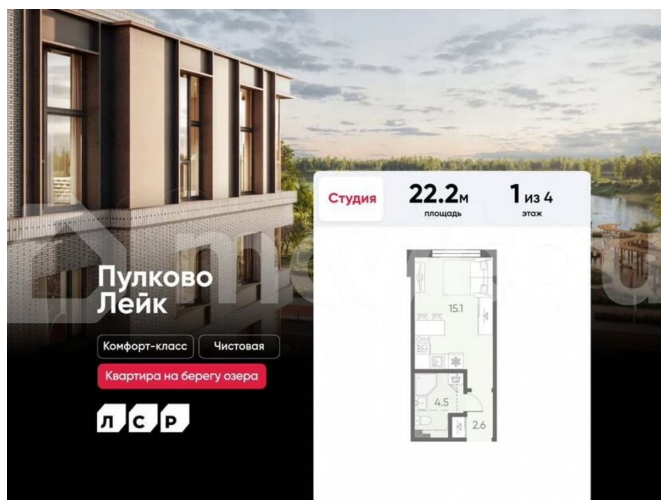 Студия
22.2м
площадь
1 из 4
этаж
Пулково
Лейк
Комфорт-класс
Чистовая
Квартира на берегу озера
ЛСР
15.1
4.5
2.6